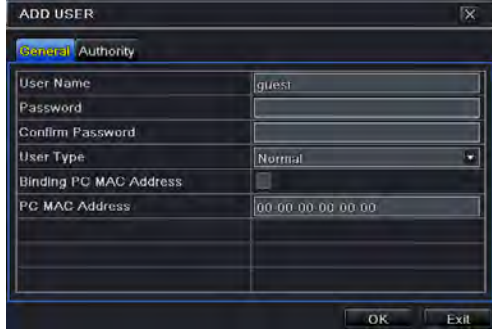 ADD USER
General Authority
User Name guest
Password
Confirm Password
User Type Normal
Binding PC MAC Address
PC MAC Address 00-00-00-00-00-00
OK Exit